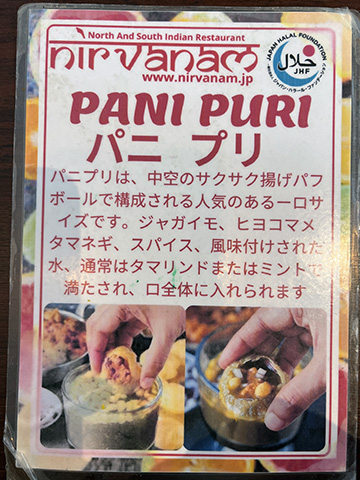 North And South Indian Restaurant
nirvanam
www.nirvanam.jp
JAPAN HALAL FOUNDATION
حلال
JHF
PANI PURI
パニ プリ
パニプリは、中空のサクサク揚げパフ
ボールで構成される人気のある一口サ
イズです。ジャガイモ、ヒヨコマメ
タマネギ、スパイス、風味付けされた
水、通常はタマリンドまたはミントで
満たされ、口全体に入れられます